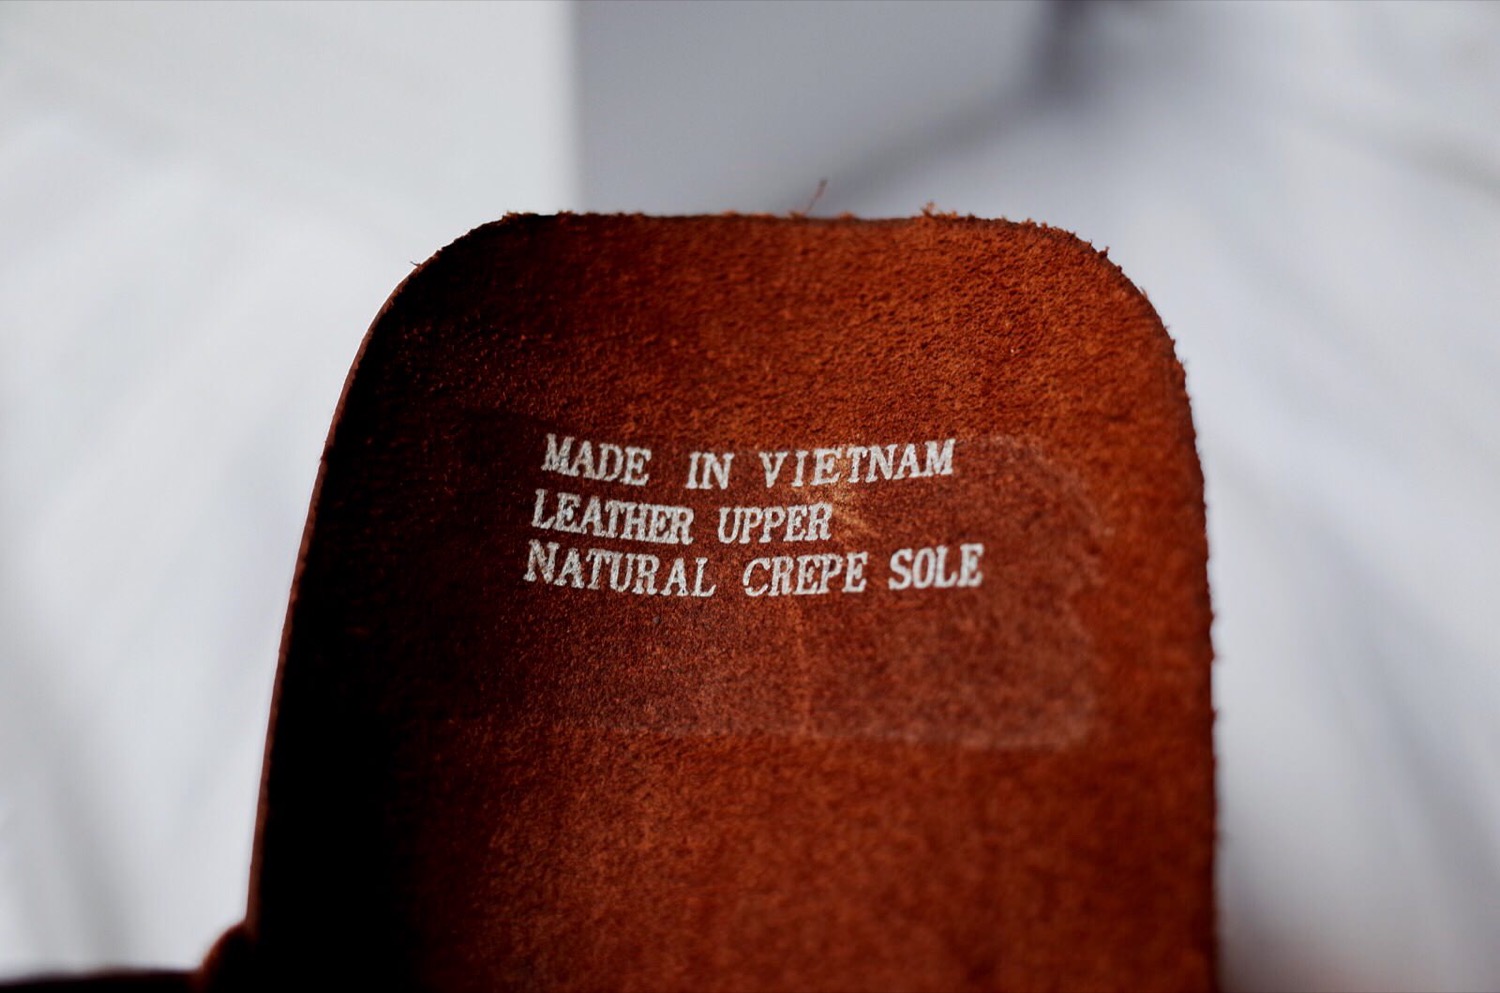 MADE IN VIETNAM
LEATHER UPPER
NATURAL CREPE SOLE